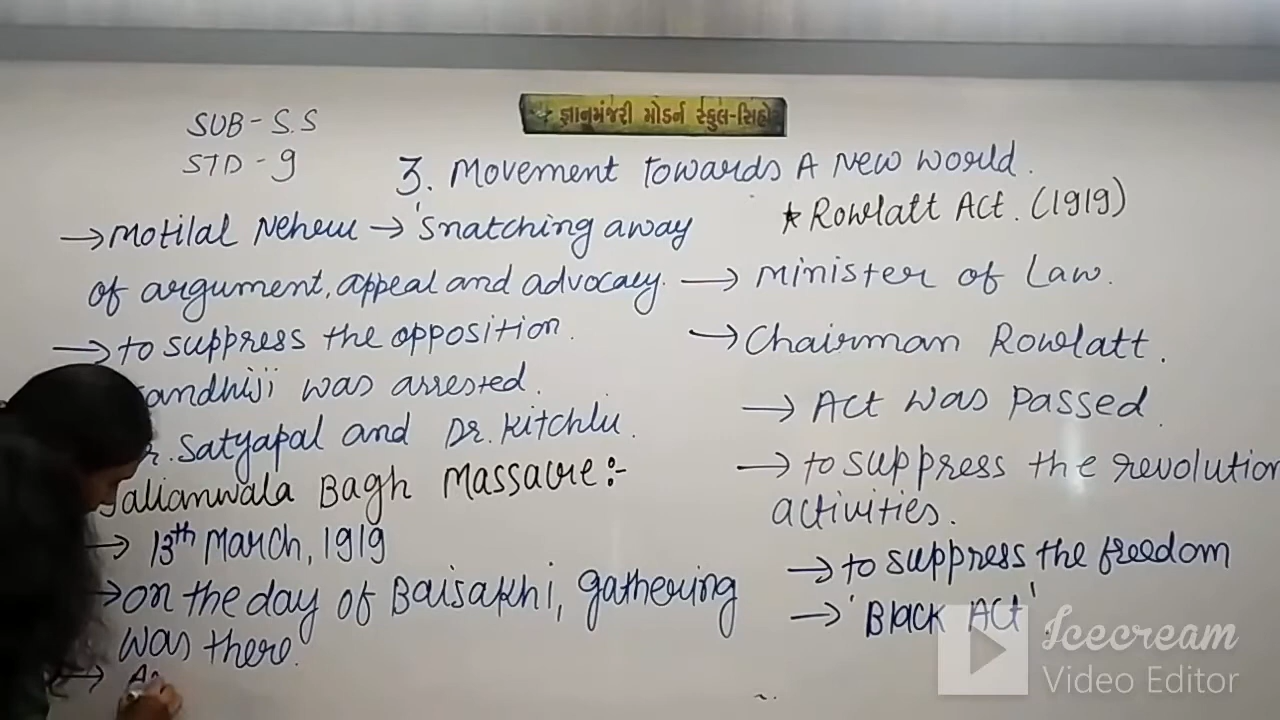 જ્ઞાનમંજરી મોડર્ન સ્કુલ-સિહો
SUB - S.S
STD - 9
3. Movement Towards A New World.
→ Motilal Nehru → 'Snatching away
of argument, appeal and advocacy.
→ to suppress the opposition.
andhiji was arrested.
r. Satyapal and Dr. Kitchlu.
Jalianwala Bagh Massacre :-
→ 13th March, 1919
→ on the day of Baisakhi, gathering
was there.
→
★ Rowlatt Act. (1919)
→ Minister of Law.
→ Chairman Rowlatt.
→ Act was Passed.
→ to suppress the revolution
activities.
→ to suppress the freedom
→ 'Black Act'.
Icecream
Video Editor